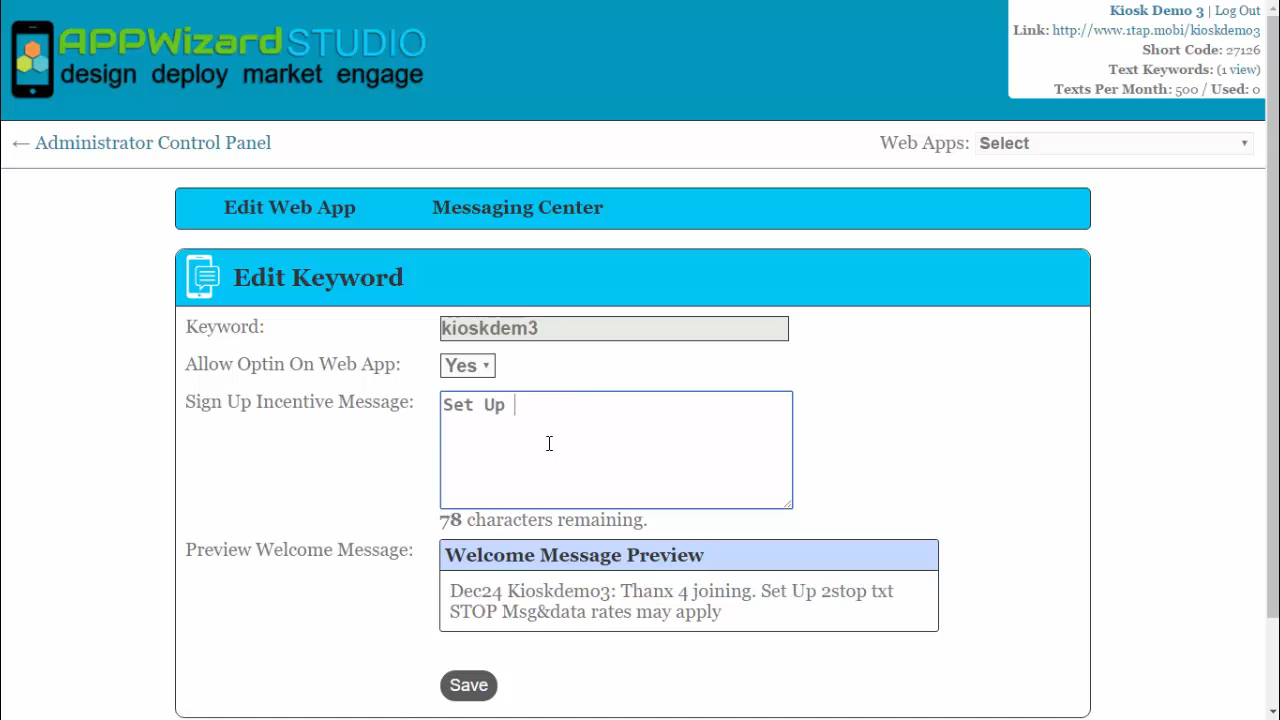 APPWizardSTUDIO
design deploy market engage
Kiosk Demo 3 | Log Out
Link: http://www.1tap.mobi/kioskdemo3
Short Code: 27126
Text Keywords: (1 view)
Texts Per Month: 500 / Used: 0
← Administrator Control Panel
Web Apps: Select
Edit Web App Messaging Center
Edit Keyword
Keyword: kioskdem3
Allow Optin On Web App: Yes
Sign Up Incentive Message: Set Up
78 characters remaining.
Preview Welcome Message: Welcome Message Preview
Dec24 Kioskdemo3: Thanx 4 joining. Set Up 2stop txt
STOP Msg&data rates may apply
Save